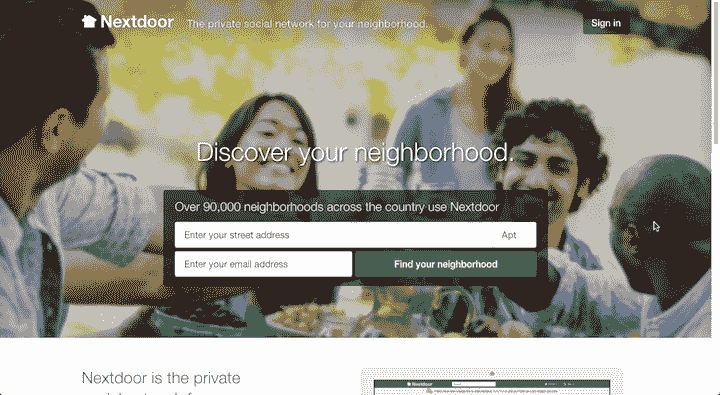 Nextdoor The private social network for your neighborhood.
Sign in
Discover your neighborhood.
Over 90,000 neighborhoods across the country use Nextdoor
Enter your street address Apt
Enter your email address Find your neighborhood
Nextdoor is the private
Nextdoor